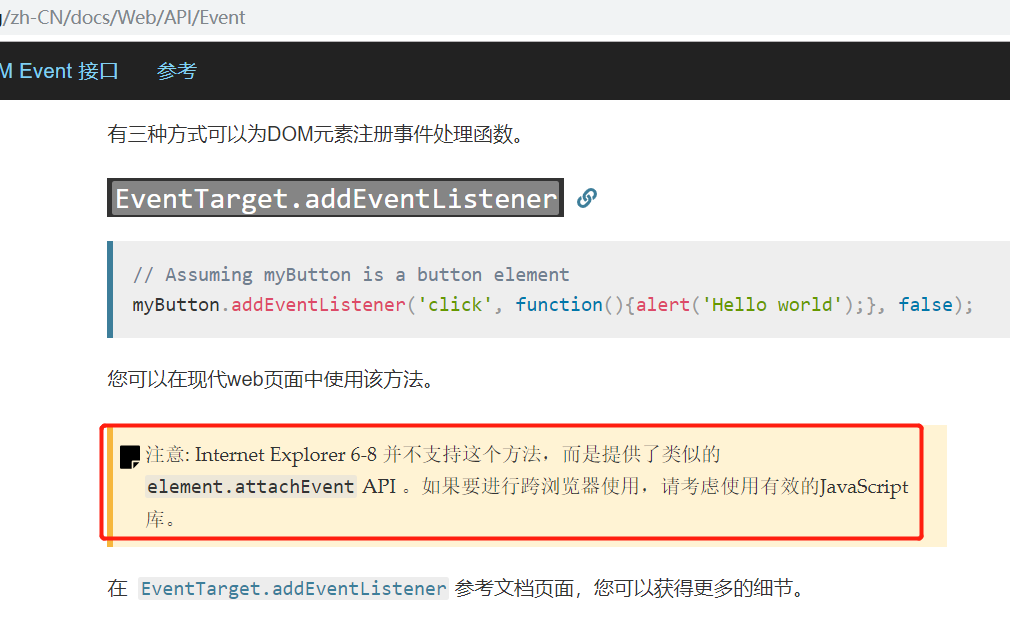 /zh-CN/docs/Web/API/Event
M Event 接口 参考
有三种方式可以为DOM元素注册事件处理函数。
EventTarget.addEventListener
// Assuming myButton is a button element
myButton.addEventListener('click', function(){alert('Hello world');}, false);
您可以在现代web页面中使用该方法。
注意: Internet Explorer 6-8 并不支持这个方法，而是提供了类似的
element.attachEvent API 。如果要进行跨浏览器使用，请考虑使用有效的JavaScript
库。
在 EventTarget.addEventListener 参考文档页面，您可以获得更多的细节。